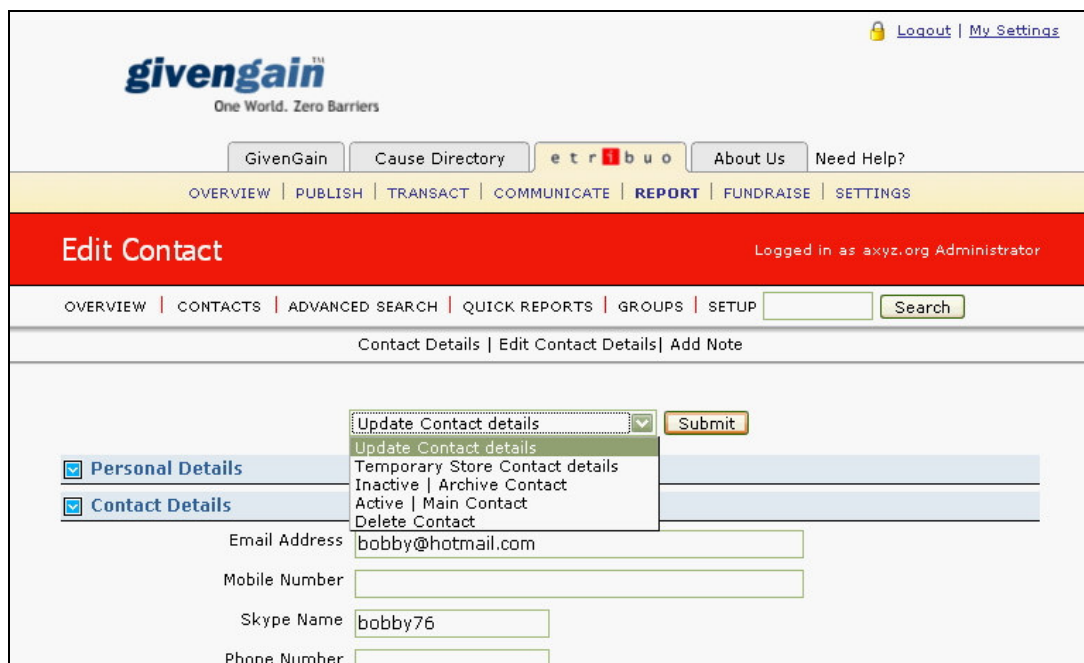 Logout | My Settings
givengain™
One World. Zero Barriers
GivenGain Cause Directory etribuo About Us Need Help?
OVERVIEW | PUBLISH | TRANSACT | COMMUNICATE | REPORT | FUNDRAISE | SETTINGS
Edit Contact Logged in as axyz.org Administrator
OVERVIEW | CONTACTS | ADVANCED SEARCH | QUICK REPORTS | GROUPS | SETUP Search
Contact Details | Edit Contact Details| Add Note
Update Contact details Submit
Update Contact details
Temporary Store Contact details
Personal Details
Inactive | Archive Contact
Active | Main Contact
Contact Details
Delete Contact
Email Address bobby@hotmail.com
Mobile Number
Skype Name bobby76
Phone Number